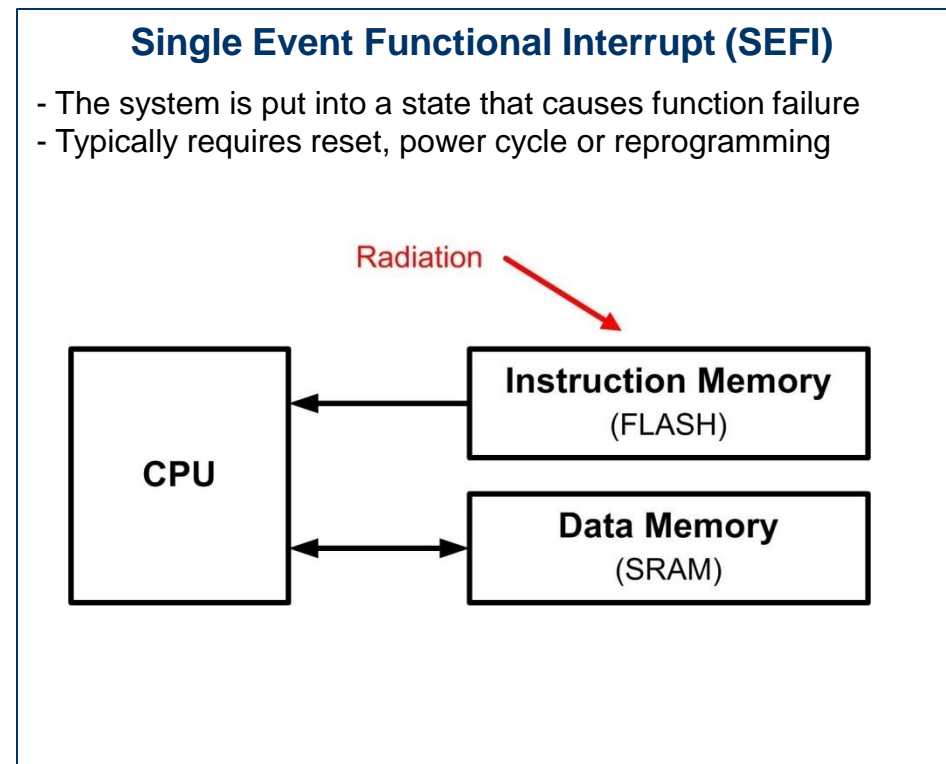 Single Event Functional Interrupt (SEFI)
- The system is put into a state that causes function failure
- Typically requires reset, power cycle or reprogramming
Radiation
Instruction Memory
(FLASH)
CPU
Data Memory
(SRAM)